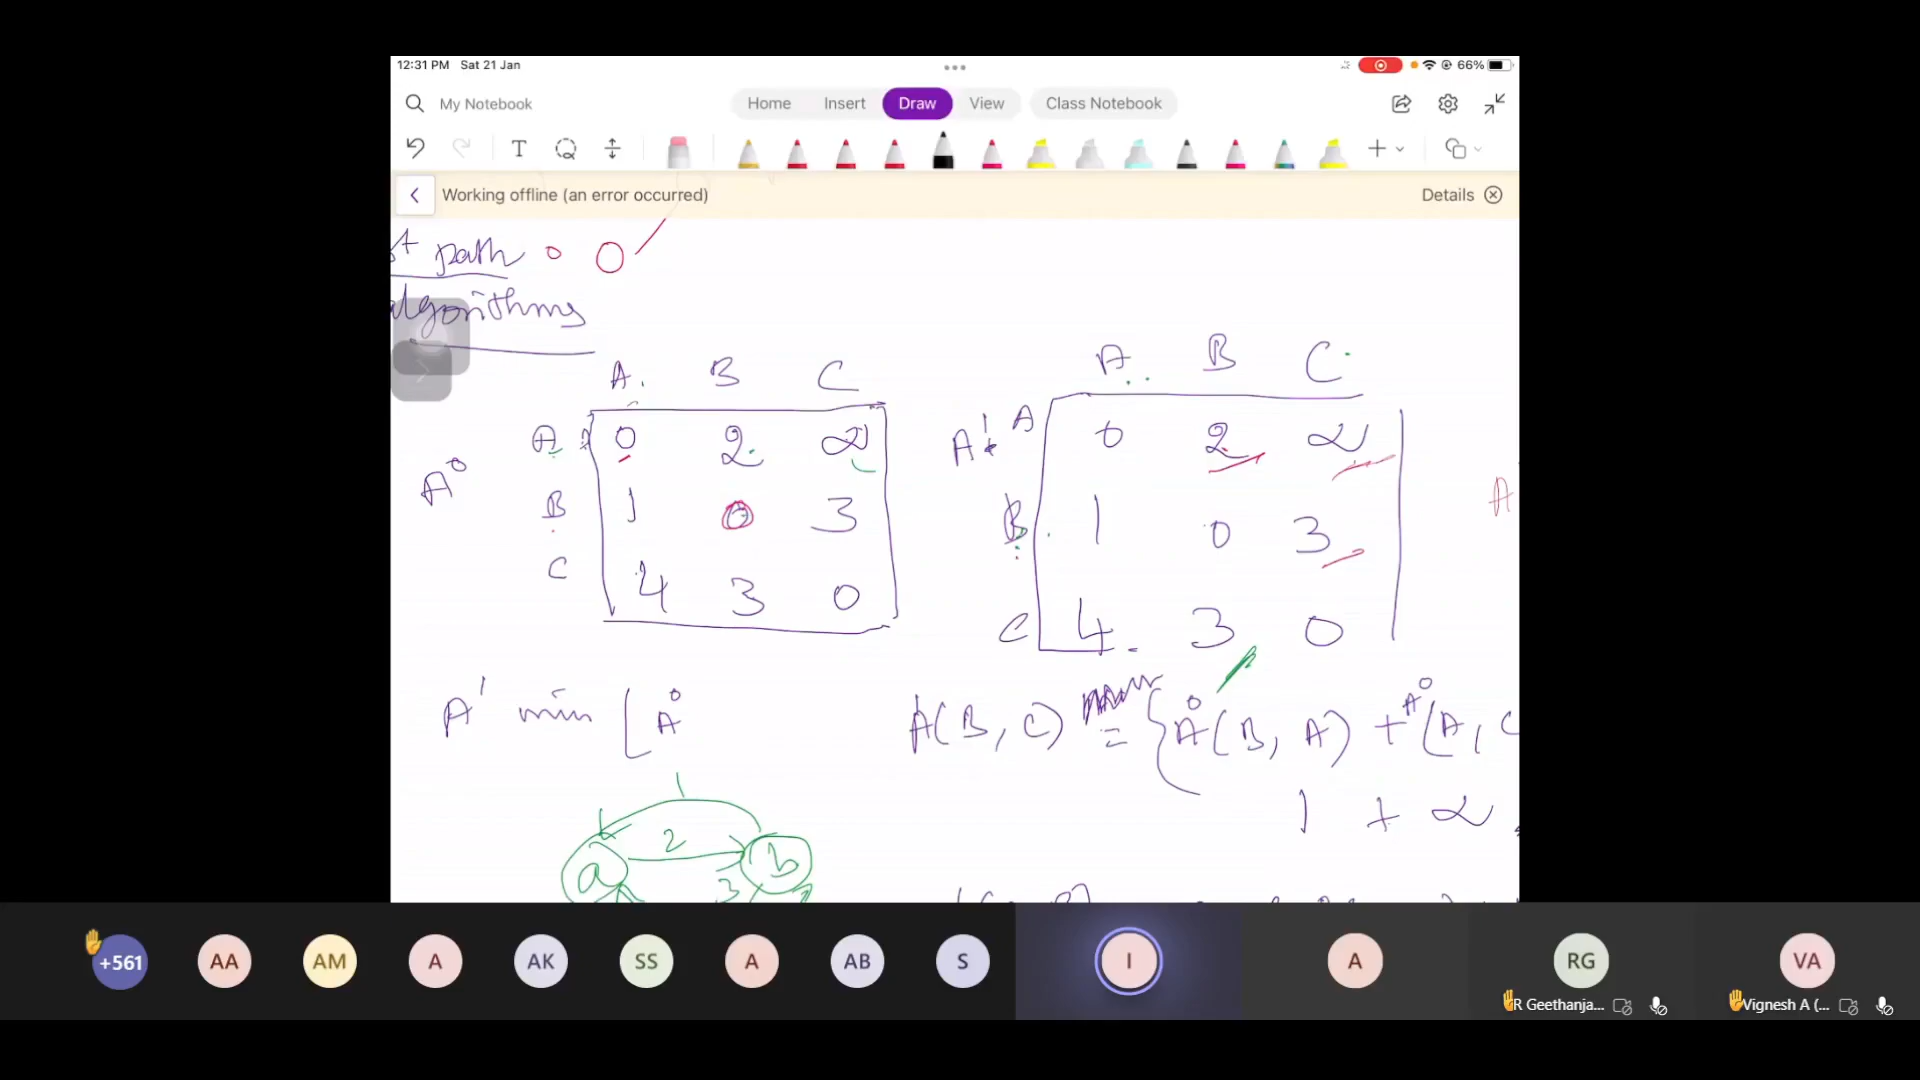 12:31 PM Sat 21 Jan
66%
My Notebook
Home Insert Draw View Class Notebook
T
Working offline (an error occurred)
Details
path
algorithms
A B C
A 0 2 ∞
A⁰
B 1 0 3
C 4 3 0
A B C
A¹ A 0 2 ∞
B 1 0 3
C 4 3 0
A
A¹ min [ A⁰
A(B, C) = { A⁰(B, A) + A⁰(A, C
1 + ∞
1
2
a b
3
+561 AA AM A AK SS A AB S I A RG VA
R Geethanja... Vignesh A (...